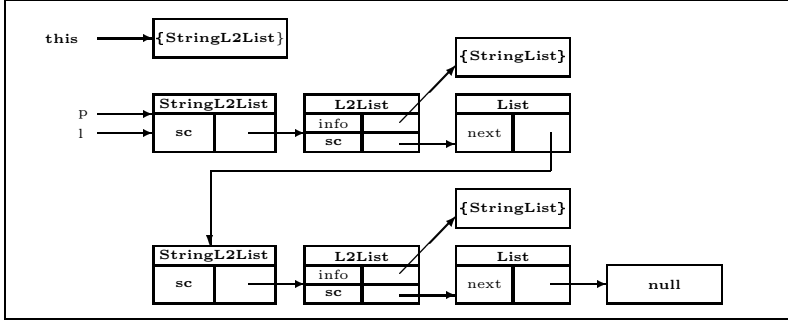 this {StringL2List}
{StringList}
StringL2List L2List List
p
info
sc next
l
sc
{StringList}
StringL2List L2List List
info
sc next null
sc